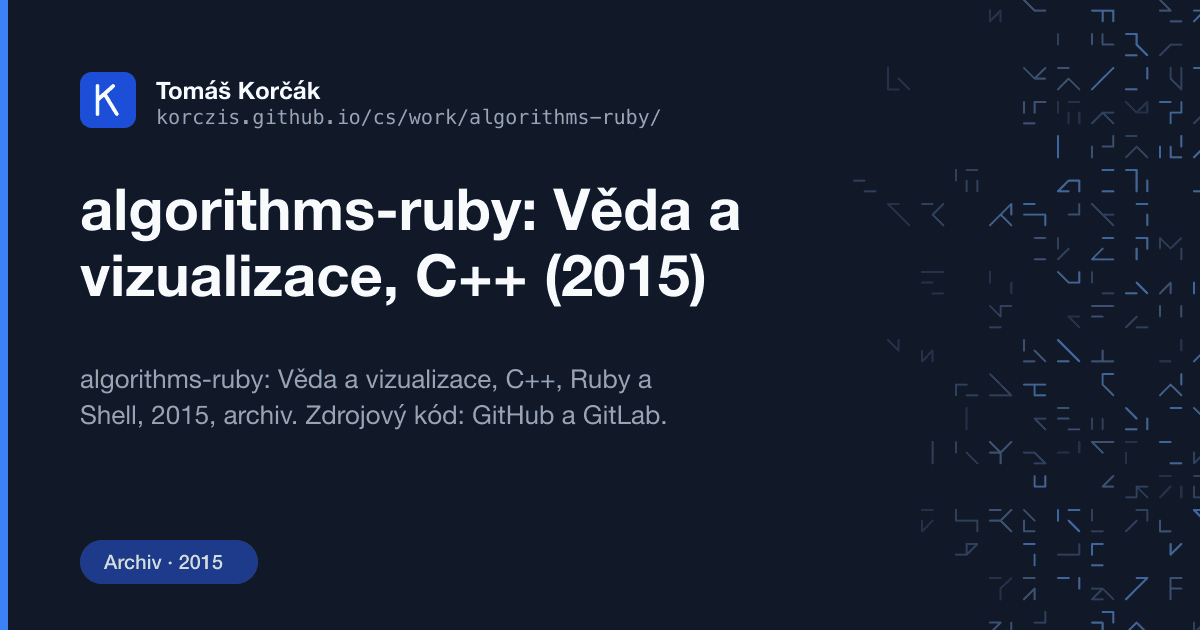 K
Tomáš Korčák
korczis.github.io/cs/work/algorithms-ruby/
algorithms-ruby: Věda a
vizualizace, C++ (2015)
algorithms-ruby: Věda a vizualizace, C++, Ruby a
Shell, 2015, archiv. Zdrojový kód: GitHub a GitLab.
Archiv · 2015